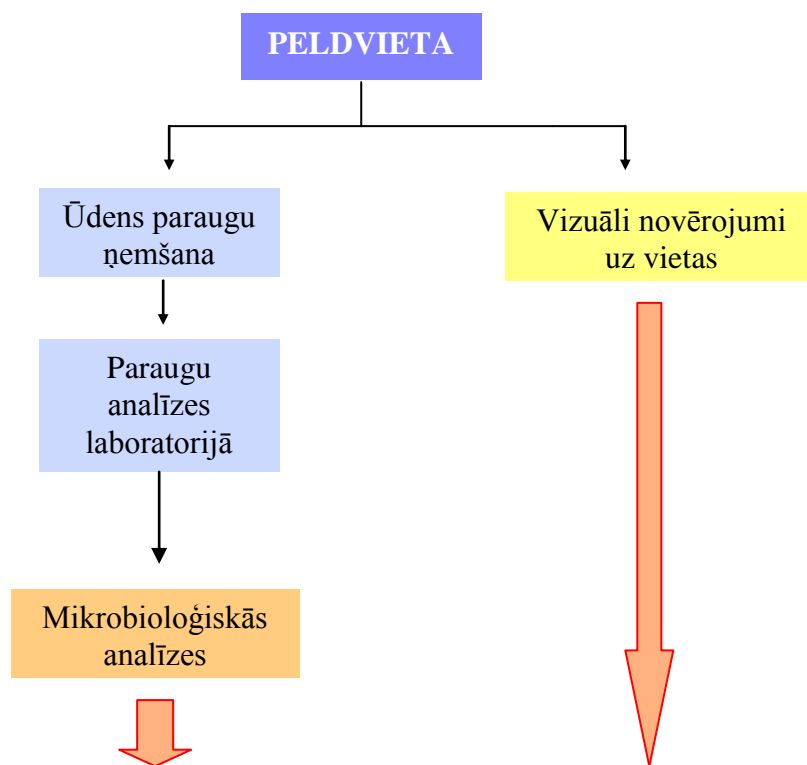 PELDVIETA
Ūdens paraugu
ņemšana
Vizuāli novērojumi
uz vietas
Paraugu
analīzes
laboratorijā
Mikrobioloģiskās
analīzes